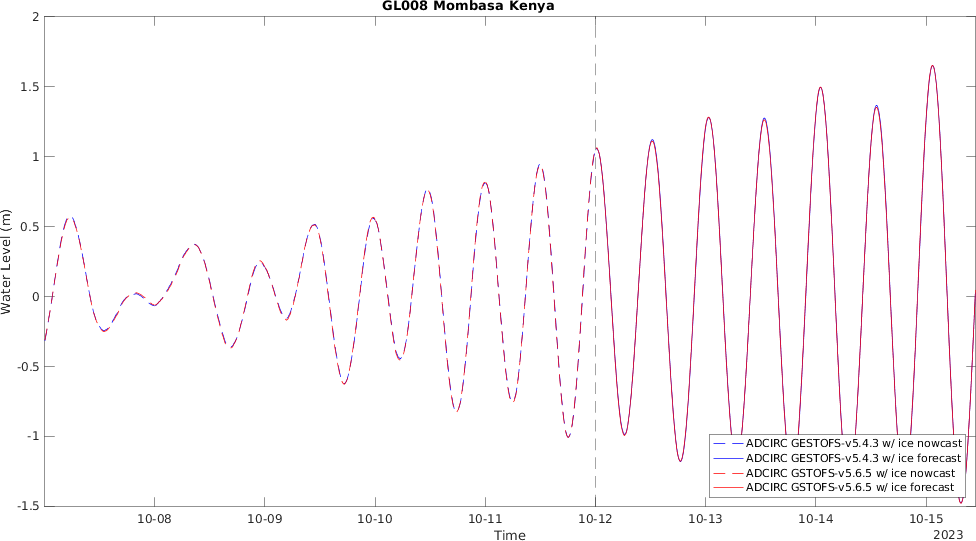 GL008 Mombasa Kenya
2
1.5
1
0.5
0
-0.5
-1
-1.5
Water Level (m)
ADCIRC GESTOFS-v5.4.3 w/ ice nowcast
ADCIRC GESTOFS-v5.4.3 w/ ice forecast
ADCIRC GSTOFS-v5.6.5 w/ ice nowcast
ADCIRC GSTOFS-v5.6.5 w/ ice forecast
10-08 10-09 10-10 10-11 10-12 10-13 10-14 10-15
Time
2023